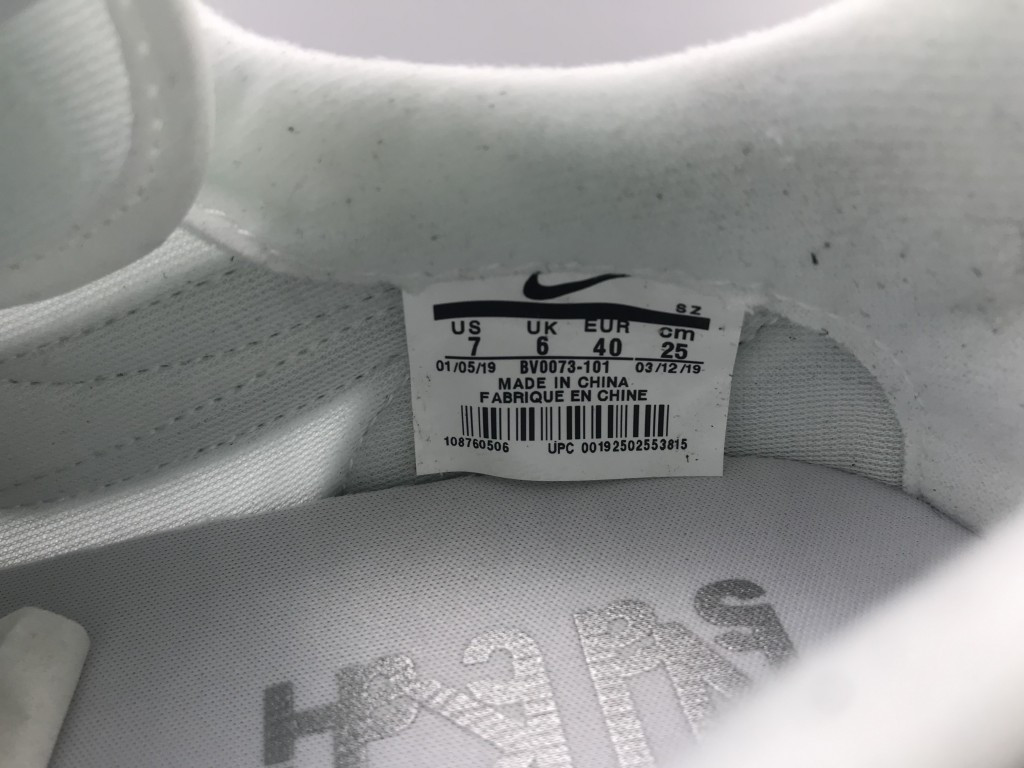 SZ
US UK EUR cm
7 6 40 25
01/05/19 BV0073-101 03/12/19
MADE IN CHINA
FABRIQUE EN CHINE
108760506 UPC 00192502553815